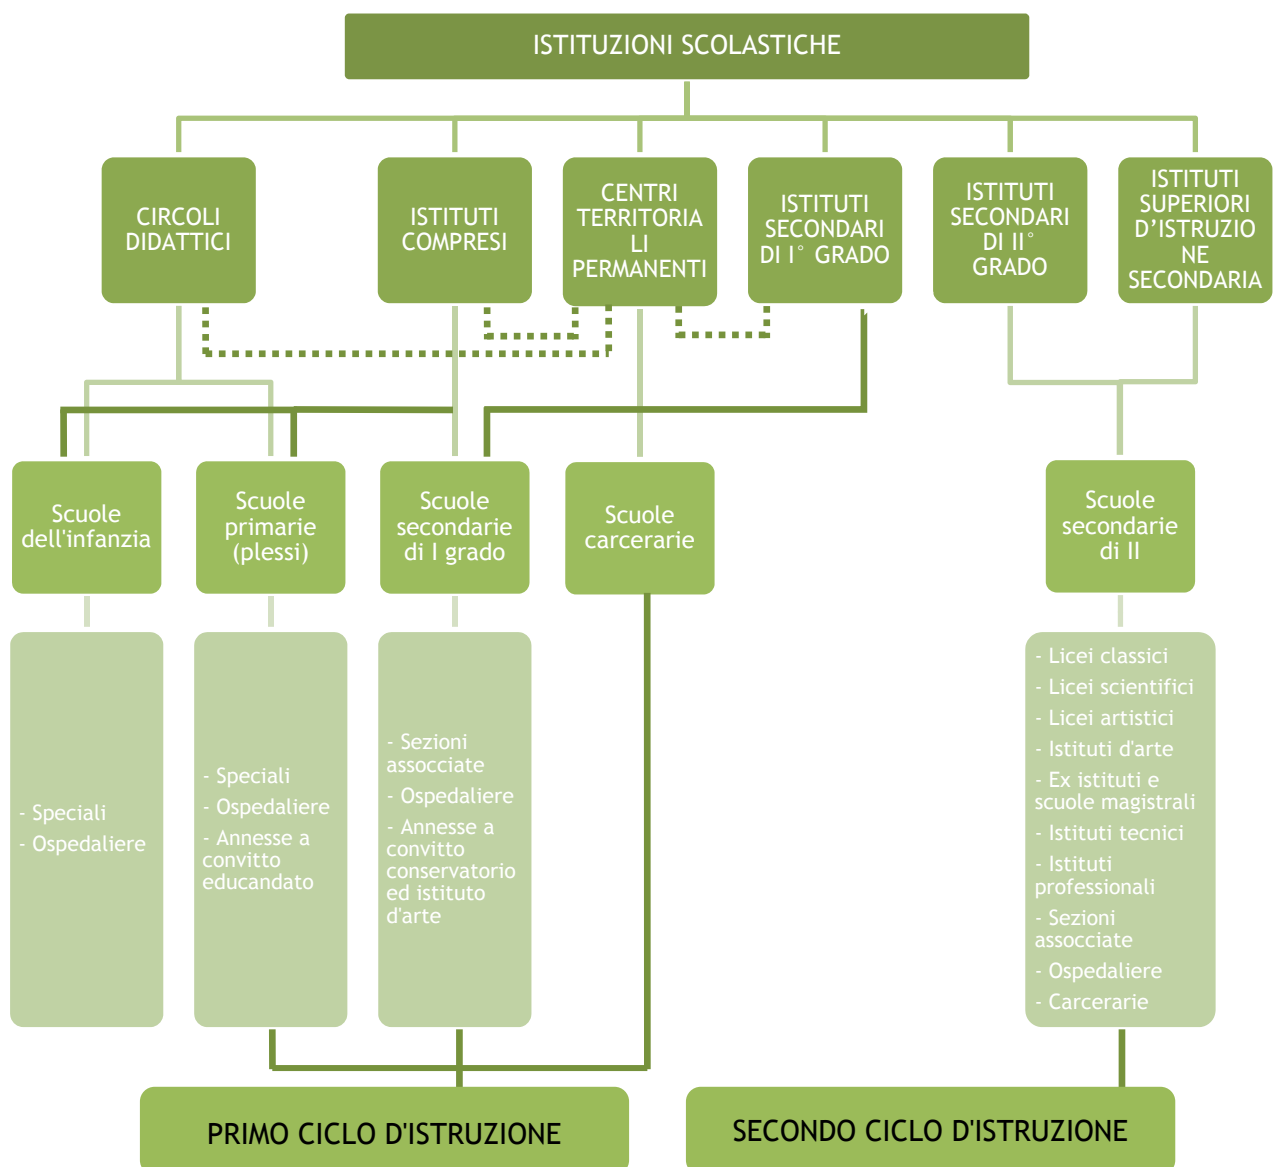 ISTITUZIONI SCOLASTICHE
CIRCOLI
DIDATTICI
ISTITUTI
COMPRESI
CENTRI
TERRITORIA
LI
PERMANENTI
ISTITUTI
SECONDARI
DI I° GRADO
ISTITUTI
SECONDARI
DI II°
GRADO
ISTITUTI
SUPERIORI
D’ISTRUZIO
NE
SECONDARIA
Scuole
dell'infanzia
Scuole
primarie
(plessi)
Scuole
secondarie
di I grado
Scuole
carcerarie
Scuole
secondarie
di II
- Speciali
- Ospedaliere
- Speciali
- Ospedaliere
- Annesse a
convitto
educandato
- Sezioni
assocciate
- Ospedaliere
- Annesse a
convitto
conservatorio
ed istituto
d'arte
- Licei classici
- Licei scientifici
- Licei artistici
- Istituti d'arte
- Ex istituti e
scuole magistrali
- Istituti tecnici
- Istituti
professionali
- Sezioni
assocciate
- Ospedaliere
- Carcerarie
PRIMO CICLO D'ISTRUZIONE
SECONDO CICLO D'ISTRUZIONE